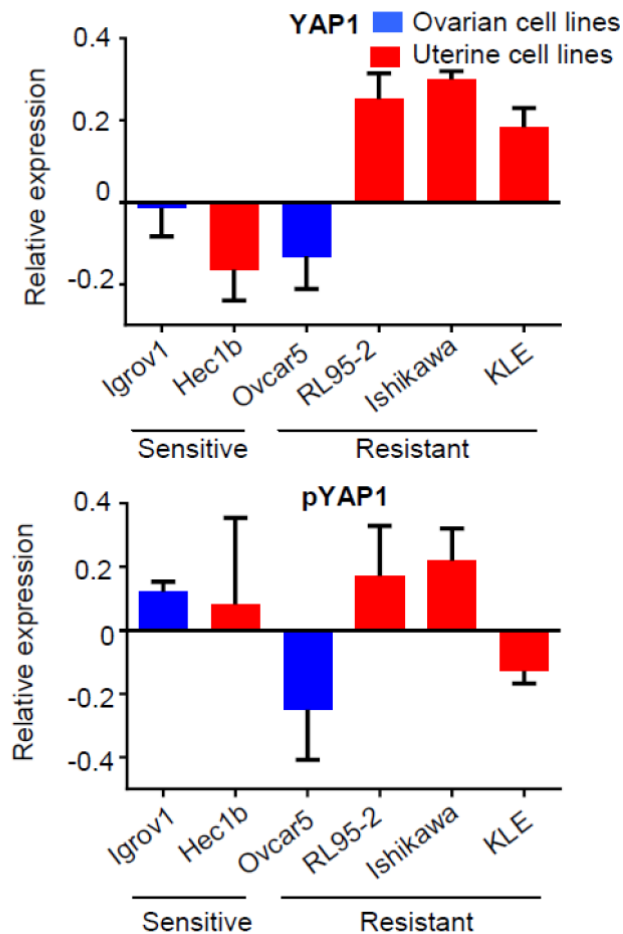 YAP1
Ovarian cell lines
Uterine cell lines
Relative expression
0.4
0.2
0
-0.2
Igrov1
Hec1b
Ovcar5
RL95-2
Ishikawa
KLE
Sensitive
Resistant
pYAP1
Relative expression
0.4
0.2
0
-0.2
-0.4
Igrov1
Hec1b
Ovcar5
RL95-2
Ishikawa
KLE
Sensitive
Resistant